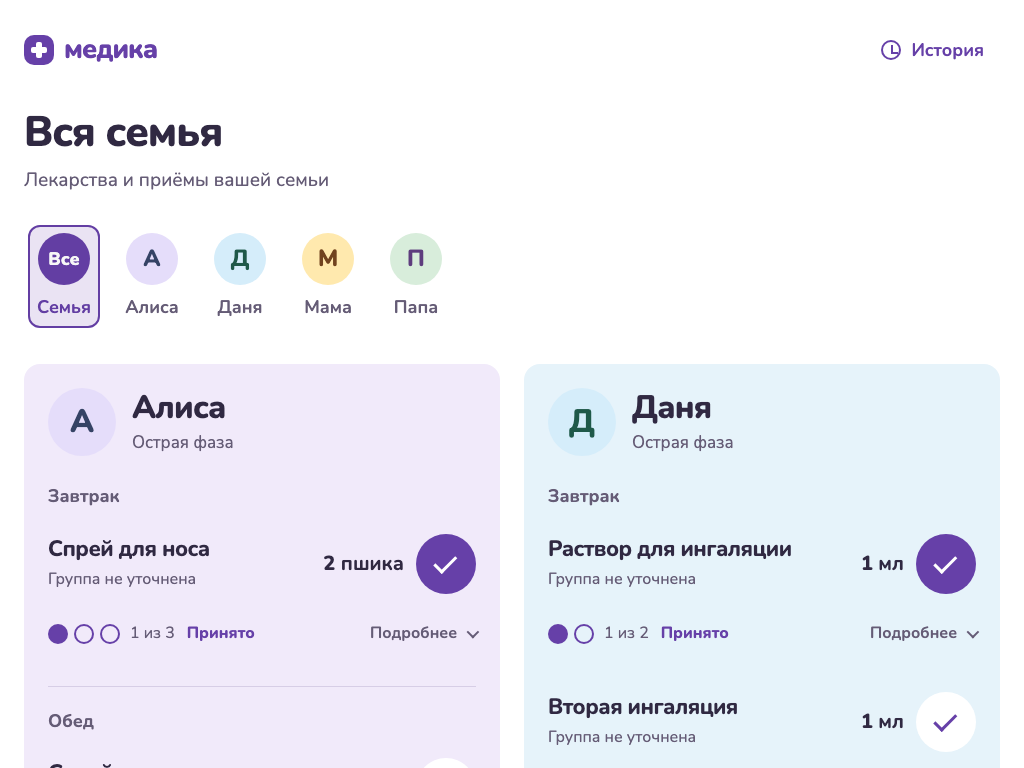 медика
История
Вся семья
Лекарства и приёмы вашей семьи
Все
А
Д
М
П
Семья
Алиса
Даня
Мама
Папа
А
Алиса
Острая фаза
Завтрак
Спрей для носа
Группа не уточнена
2 пшика
1 из 3 Принято
Подробнее
Обед
Д
Даня
Острая фаза
Завтрак
Раствор для ингаляции
Группа не уточнена
1 мл
1 из 2 Принято
Подробнее
Вторая ингаляция
Группа не уточнена
1 мл